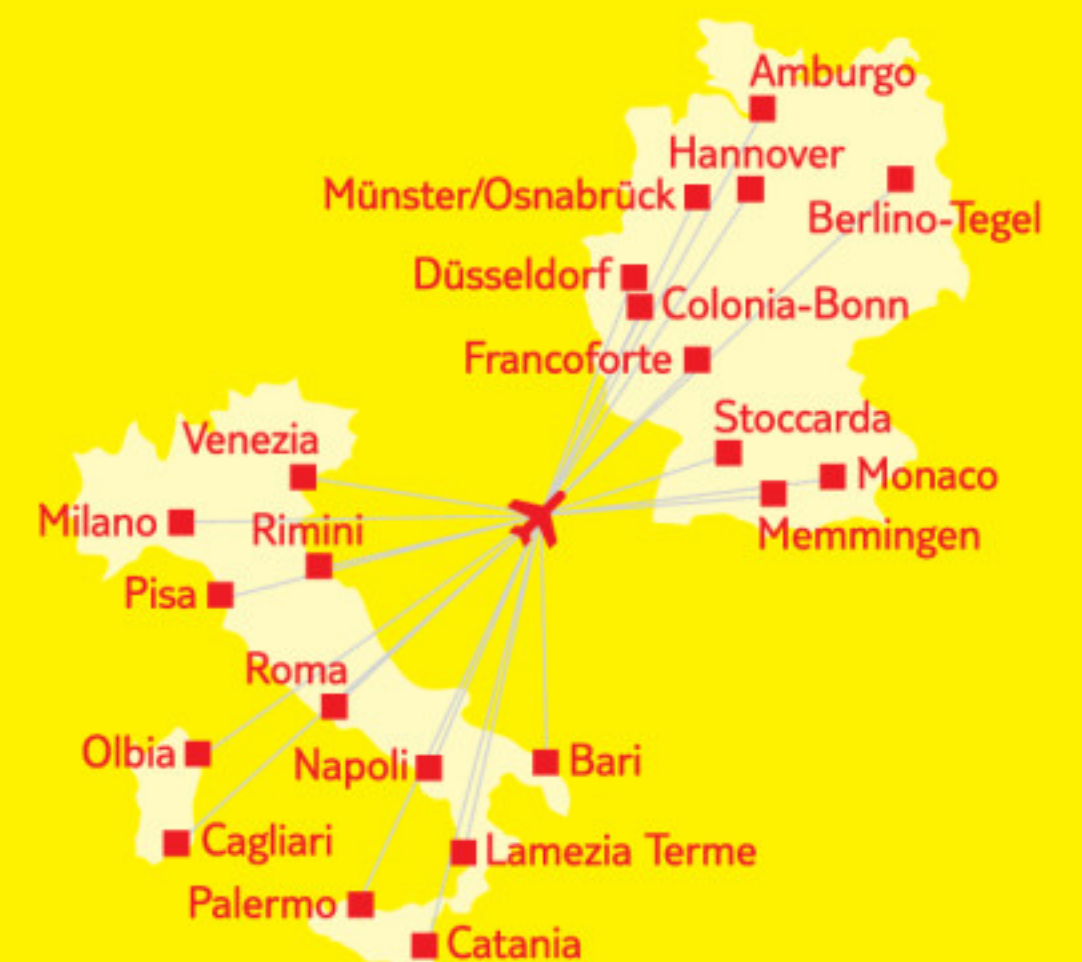 Amburgo
Hannover
Münster/Osnabrück
Berlino-Tegel
Düsseldorf
Colonia-Bonn
Francoforte
Stoccarda
Venezia
Monaco
Milano
Rimini
Memmingen
Pisa
Roma
Olbia
Napoli
Bari
Cagliari
Lamezia Terme
Palermo
Catania